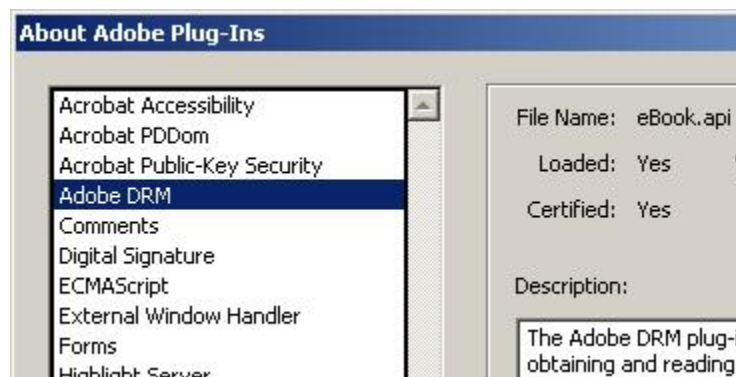 About Adobe Plug-Ins
Acrobat Accessibility
Acrobat PDDom
Acrobat Public-Key Security
Adobe DRM
Comments
Digital Signature
ECMAScript
External Window Handler
Forms
Highlight Server
File Name: eBook.api
Loaded: Yes
Certified: Yes
Description:
The Adobe DRM plug-i
obtaining and reading